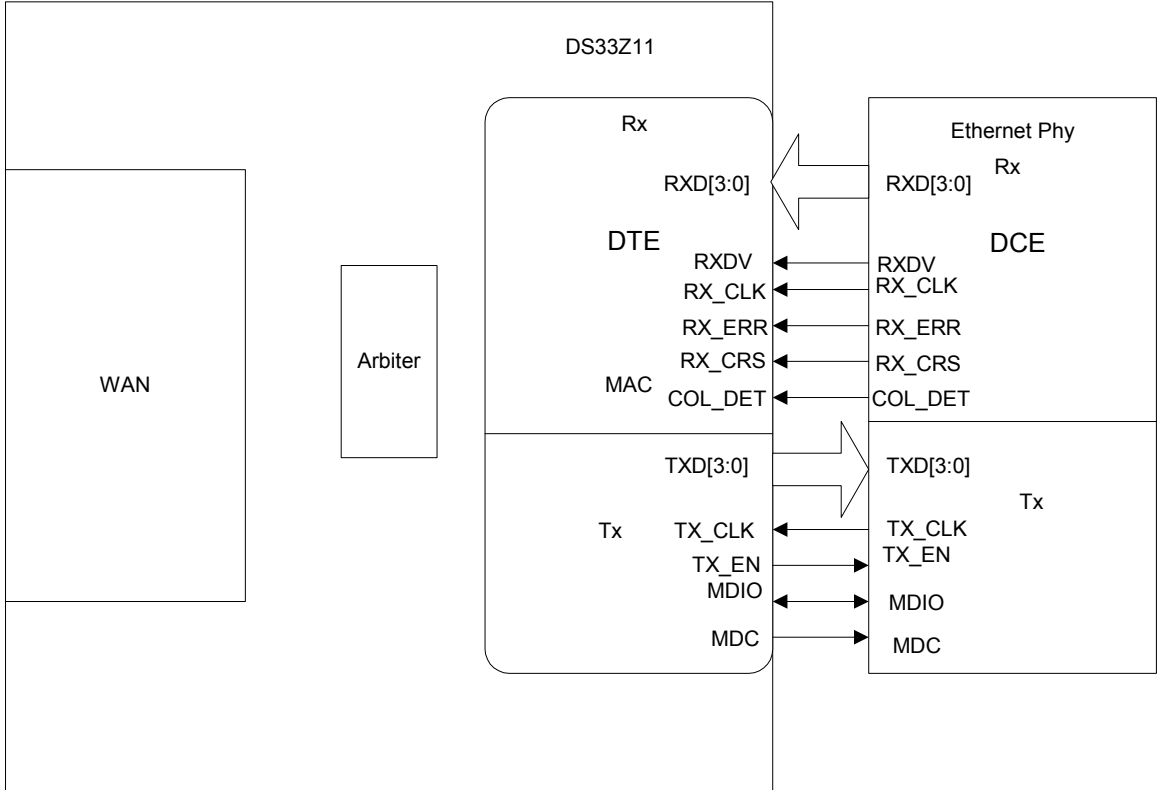 DS33Z11
Rx
Ethernet Phy
Rx
RXD[3:0]
RXD[3:0]
DTE
DCE
RXDV
RXDV
RX_CLK
RX_CLK
RX_ERR
RX_ERR
Arbiter
RX_CRS
RX_CRS
WAN
MAC
COL_DET
COL_DET
TXD[3:0]
TXD[3:0]
Tx
Tx
TX_CLK
TX_CLK
TX_EN
TX_EN
MDIO
MDIO
MDC
MDC